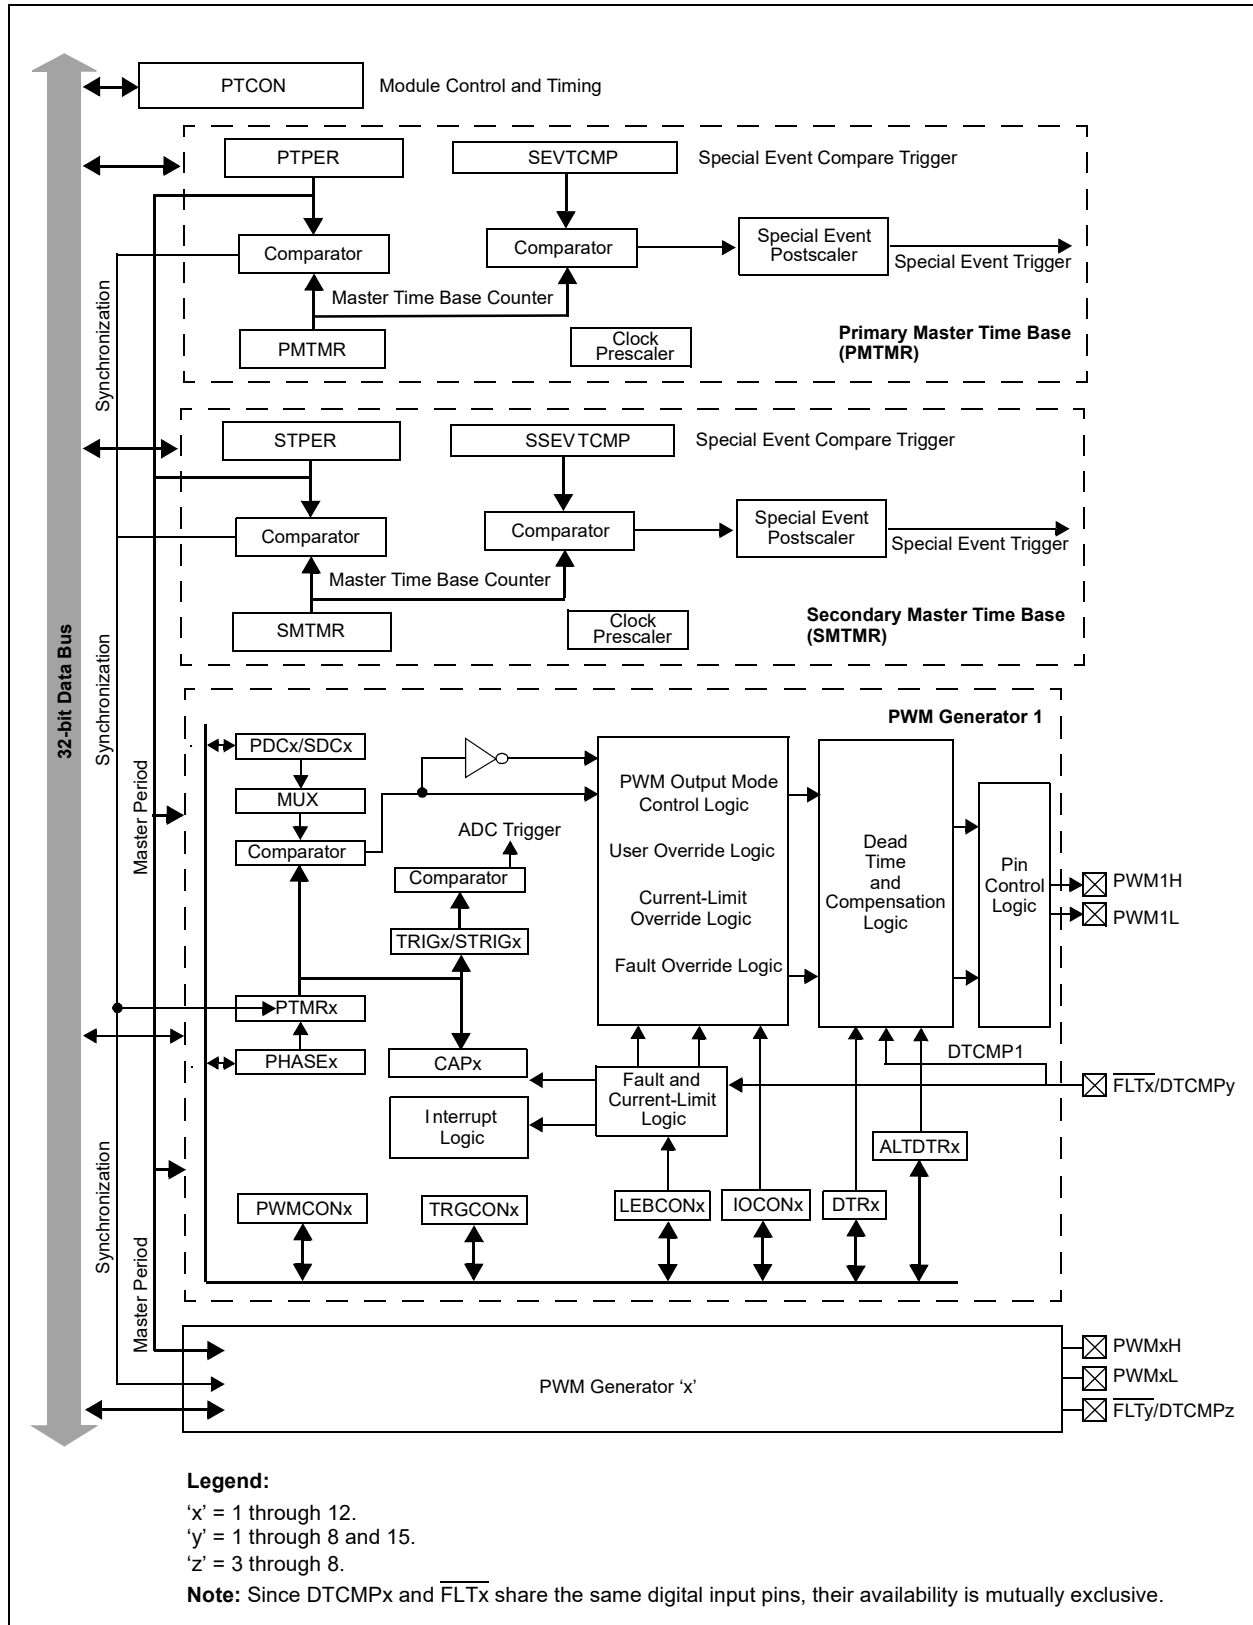 PTCON
Module Control and Timing
PTPER
SEVTCMP
Special Event Compare Trigger
Comparator
Comparator
Special Event
Postscaler
Special Event Trigger
Master Time Base Counter
PMTMR
Clock
Prescaler
Primary Master Time Base
(PMTMR)
Synchronization
STPER
SSEVTCMP
Special Event Compare Trigger
Comparator
Comparator
Special Event
Postscaler
Special Event Trigger
Master Time Base Counter
SMTMR
Clock
Prescaler
Secondary Master Time Base
(SMTMR)
32-bit Data Bus
Synchronization
Master Period
PWM Generator 1
PDCx/SDCx
MUX
Comparator
ADC Trigger
Comparator
TRIGx/STRIGx
PTMRx
PHASEx
CAPx
Interrupt
Logic
PWM Output Mode
Control Logic
User Override Logic
Current-Limit
Override Logic
Fault Override Logic
Dead
Time
and
Compensation
Logic
Pin
Control
Logic
PWM1H
PWM1L
DTCMP1
Fault and
Current-Limit
Logic
FLTx/DTCMPy
ALTDTRx
PWMCONx
TRGCONx
LEBCONx
IOCONx
DTRx
Synchronization
Master Period
PWM Generator ‘x’
PWMxH
PWMxL
FLTy/DTCMPz
Legend:
‘x’ = 1 through 12.
‘y’ = 1 through 8 and 15.
‘z’ = 3 through 8.
Note: Since DTCMPx and FLTx share the same digital input pins, their availability is mutually exclusive.